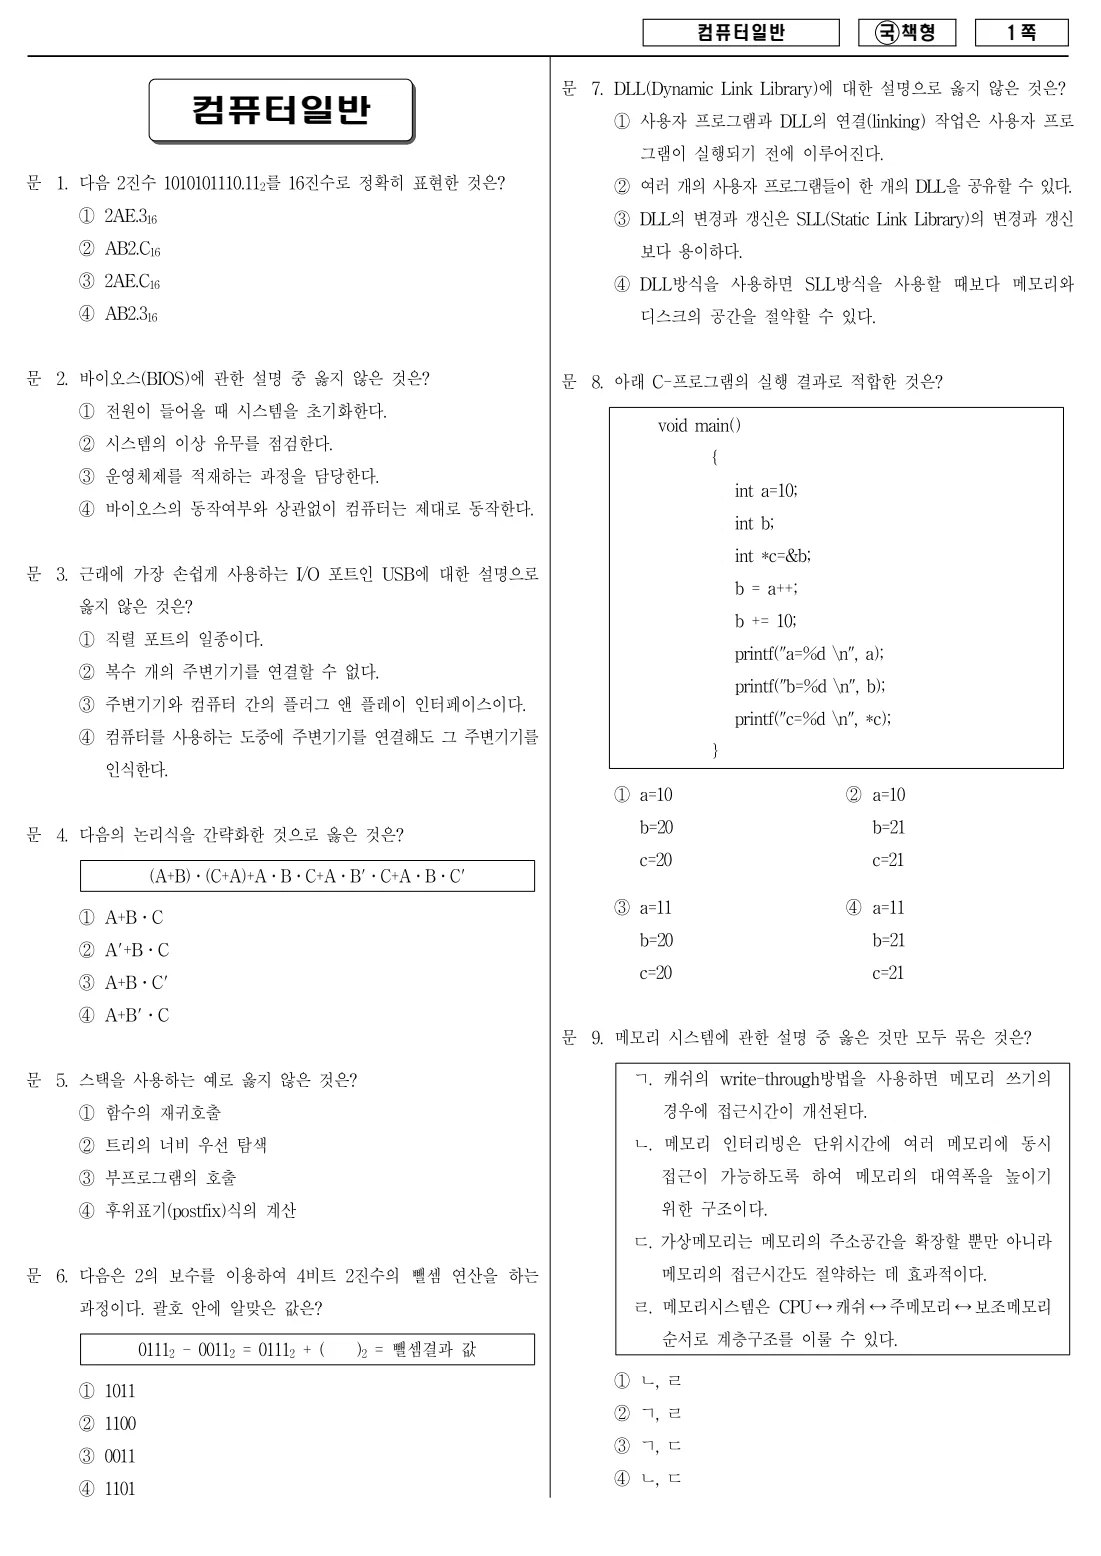 컴퓨터일반
국책형
1쪽
컴퓨터일반
문 1. 다음 2진수 1010101110.11₂를 16진수로 정확히 표현한 것은?
① 2AE.3₁₆
② AB2.C₁₆
③ 2AE.C₁₆
④ AB2.3₁₆
문 2. 바이오스(BIOS)에 관한 설명 중 옳지 않은 것은?
① 전원이 들어올 때 시스템을 초기화한다.
② 시스템의 이상 유무를 점검한다.
③ 운영체제를 적재하는 과정을 담당한다.
④ 바이오스의 동작여부와 상관없이 컴퓨터는 제대로 동작한다.
문 3. 근래에 가장 손쉽게 사용하는 I/O 포트인 USB에 대한 설명으로
옳지 않은 것은?
① 직렬 포트의 일종이다.
② 복수 개의 주변기기를 연결할 수 없다.
③ 주변기기와 컴퓨터 간의 플러그 앤 플레이 인터페이스이다.
④ 컴퓨터를 사용하는 도중에 주변기기를 연결해도 그 주변기기를
인식한다.
문 4. 다음의 논리식을 간략화한 것으로 옳은 것은?
(A+B)·(C+A)+A·B·C+A·B′·C+A·B·C′
① A+B·C
② A′+B·C
③ A+B·C′
④ A+B′·C
문 5. 스택을 사용하는 예로 옳지 않은 것은?
① 함수의 재귀호출
② 트리의 너비 우선 탐색
③ 부프로그램의 호출
④ 후위표기(postfix)식의 계산
문 6. 다음은 2의 보수를 이용하여 4비트 2진수의 뺄셈 연산을 하는
과정이다. 괄호 안에 알맞은 값은?
0111₂ - 0011₂ = 0111₂ + (    )₂ = 뺄셈결과 값
① 1011
② 1100
③ 0011
④ 1101
문 7. DLL(Dynamic Link Library)에 대한 설명으로 옳지 않은 것은?
① 사용자 프로그램과 DLL의 연결(linking) 작업은 사용자 프로
그램이 실행되기 전에 이루어진다.
② 여러 개의 사용자 프로그램들이 한 개의 DLL을 공유할 수 있다.
③ DLL의 변경과 갱신은 SLL(Static Link Library)의 변경과 갱신
보다 용이하다.
④ DLL방식을 사용하면 SLL방식을 사용할 때보다 메모리와
디스크의 공간을 절약할 수 있다.
문 8. 아래 C-프로그램의 실행 결과로 적합한 것은?
void main()
{
int a=10;
int b;
int *c=&b;
b = a++;
b += 10;
printf("a=%d \n", a);
printf("b=%d \n", b);
printf("c=%d \n", *c);
}
① a=10
b=20
c=20
② a=10
b=21
c=21
③ a=11
b=20
c=20
④ a=11
b=21
c=21
문 9. 메모리 시스템에 관한 설명 중 옳은 것만 모두 묶은 것은?
ㄱ. 캐쉬의 write-through방법을 사용하면 메모리 쓰기의
경우에 접근시간이 개선된다.
ㄴ. 메모리 인터리빙은 단위시간에 여러 메모리에 동시
접근이 가능하도록 하여 메모리의 대역폭을 높이기
위한 구조이다.
ㄷ. 가상메모리는 메모리의 주소공간을 확장할 뿐만 아니라
메모리의 접근시간도 절약하는 데 효과적이다.
ㄹ. 메모리시스템은 CPU↔캐쉬↔주메모리↔보조메모리
순서로 계층구조를 이룰 수 있다.
① ㄴ, ㄹ
② ㄱ, ㄹ
③ ㄱ, ㄷ
④ ㄴ, ㄷ